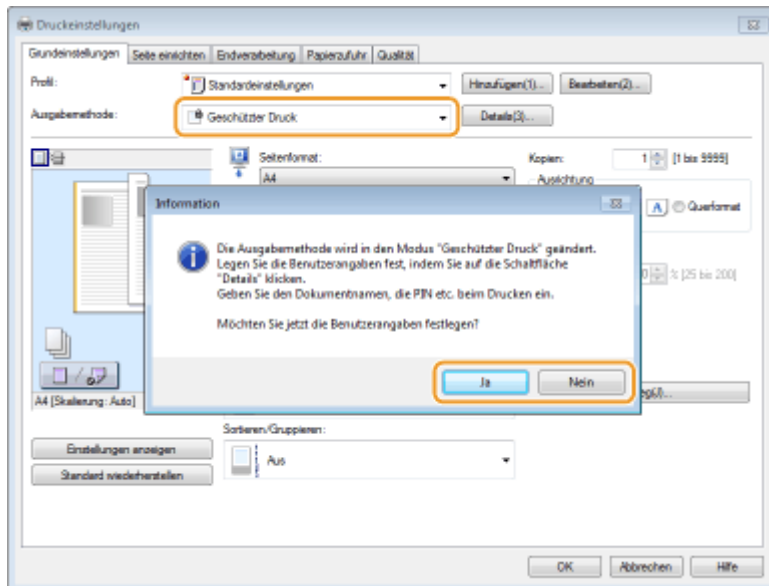 Druckeinstellungen
Grundeinstellungen Seite einrichten Endverarbeitung Papierzufuhr Qualität
Profil: Standardeinstellungen Hinzufügen(1)... Bearbeiten(2)...
Ausgabemethode: Geschützter Druck Details(3)...
Seitenformat: Kopien: 1 [1 bis 9999]
A4 Ausrichtung
A Querformat
Information
Die Ausgabemethode wird in den Modus "Geschützter Druck" geändert.
Legen Sie die Benutzerangaben fest, indem Sie auf die Schaltfläche
"Details" klicken.
Geben Sie den Dokumentnamen, die PIN etc. beim Drucken ein.
0 % [25 bis 200]
Möchten Sie jetzt die Benutzerangaben festlegen?
Ja Nein
A4 [Skalierung: Auto]
Sortieren/Gruppieren:
Einstellungen anzeigen
Aus
Standard wiederherstellen
OK Abbrechen Hilfe